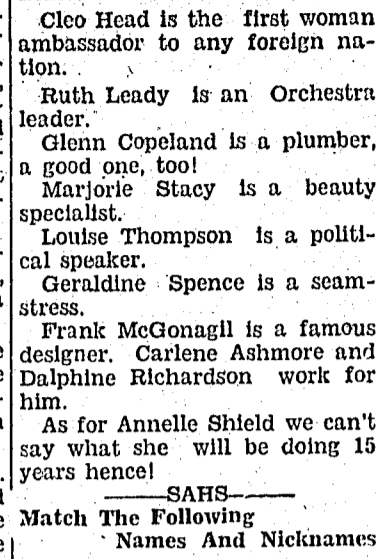 Cleo Head is the first woman
ambassador to any foreign na-
tion.
Ruth Leady is an Orchestra
leader.
Glenn Copeland is a plumber,
a good one, too!
Marjorie Stacy is a beauty
specialist.
Louise Thompson is a politi-
cal speaker.
Geraldine Spence is a seam-
stress.
Frank McGonagil is a famous
designer. Carlene Ashmore and
Dalphine Richardson work for
him.
As for Annelle Shield we can't
say what she will be doing 15
years hence!
———SAHS———
Match The Following
Names And Nicknames